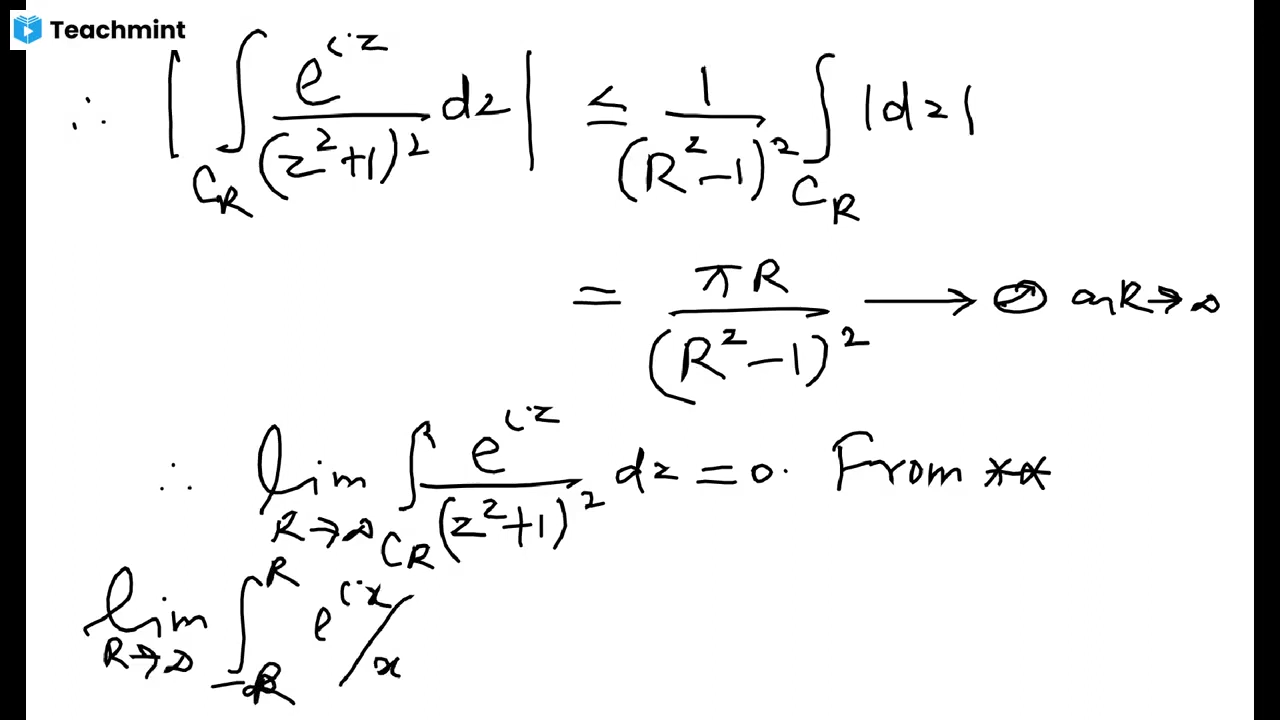 Teachmint
∴ | ∫_{C_R} e^{iz}/(z²+1)² dz | ≤ 1/(R²-1)² ∫_{C_R} |dz|
= πR/(R²-1)² → 0 as R→∞
∴ lim_{R→∞} ∫_{C_R} e^{iz}/(z²+1)² dz = 0. From **
lim_{R→∞} ∫_{-R}^{R} e^{ix}/x